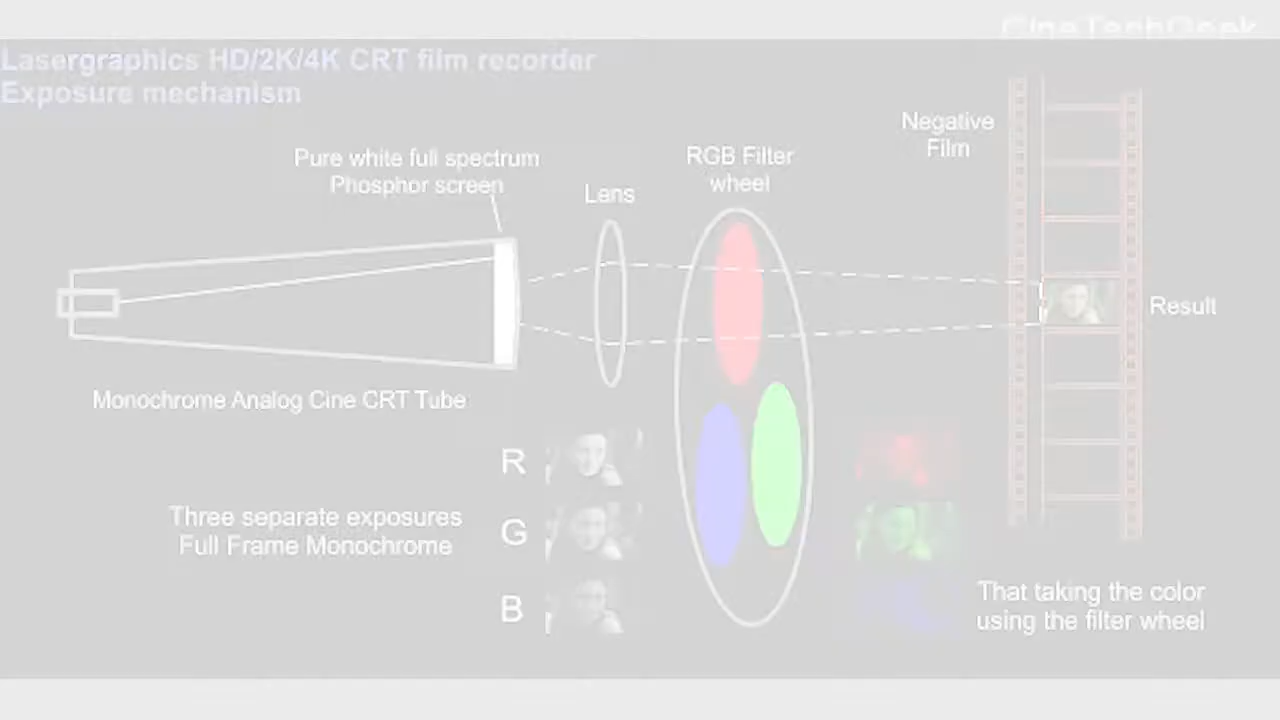 CineTechGeek
Lasergraphics HD/2K/4K CRT film recorder
Exposure mechanism
Negative
Film
Pure white full spectrum
Phosphor screen
RGB Filter
wheel
Lens
Result
Monochrome Analog Cine CRT Tube
R
Three separate exposures
Full Frame Monochrome
G
B
That taking the color
using the filter wheel